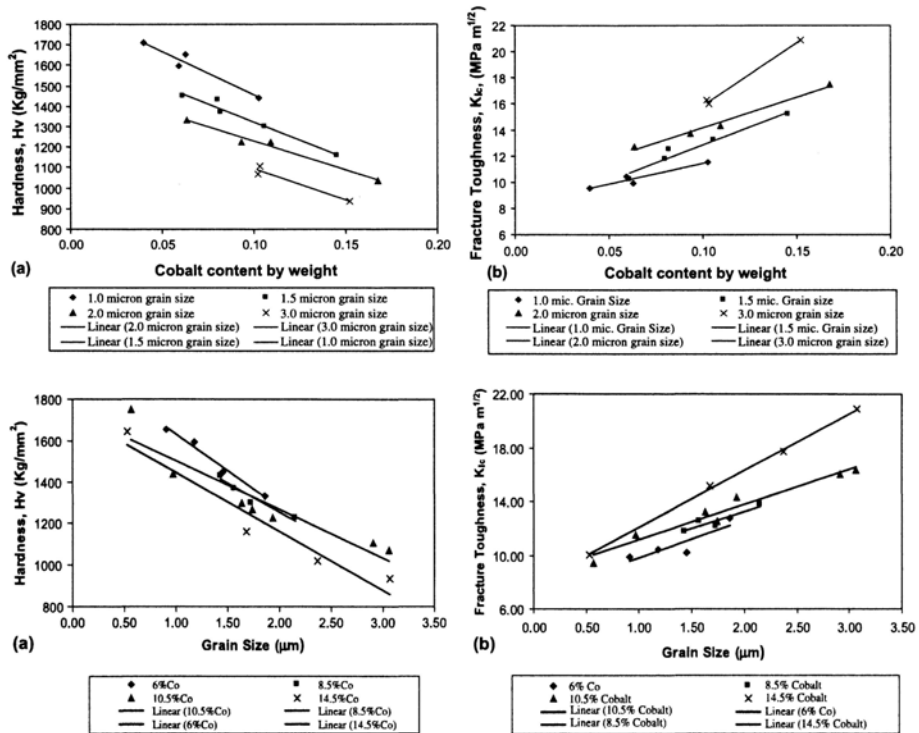 Hardness, Hv (Kg/mm²)
1800
1700
1600
1500
1400
1300
1200
1100
1000
900
800
0.00 0.05 0.10 0.15 0.20
(a)
Cobalt content by weight
◆ 1.0 micron grain size ■ 1.5 micron grain size
▲ 2.0 micron grain size × 3.0 micron grain size
Linear (2.0 micron grain size) Linear (3.0 micron grain size)
Linear (1.5 micron grain size) Linear (1.0 micron grain size)
Fracture Toughness, K_Ic, (MPa m^1/2)
22
20
18
16
14
12
10
8
6
0.00 0.05 0.10 0.15 0.20
(b)
Cobalt content by weight
◆ 1.0 mic. Grain Size ■ 1.5 mic. Grain size
▲ 2.0 micron grain size × 3.0 micron grain size
Linear (1.0 mic. Grain Size) Linear (1.5 mic. Grain size)
Linear (2.0 micron grain size) Linear (3.0 micron grain size)
Hardness, Hv (Kg/mm²)
1800
1600
1400
1200
1000
800
0.00 0.50 1.00 1.50 2.00 2.50 3.00 3.50
(a)
Grain Size (μm)
◆ 6%Co ■ 8.5%Co
▲ 10.5%Co × 14.5%Co
Linear (10.5%Co) Linear (8.5%Co)
Linear (6%Co) Linear (14.5%Co)
Fracture Toughness, K_Ic (MPa m^1/2)
22.00
18.00
14.00
10.00
6.00
0.00 0.50 1.00 1.50 2.00 2.50 3.00 3.50
(b)
Grain Size (μm)
◆ 6% Co ■ 8.5% Cobalt
▲ 10.5% Cobalt × 14.5% Cobalt
Linear (10.5% Cobalt) Linear (6% Co)
Linear (8.5% Cobalt) Linear (14.5% Cobalt)